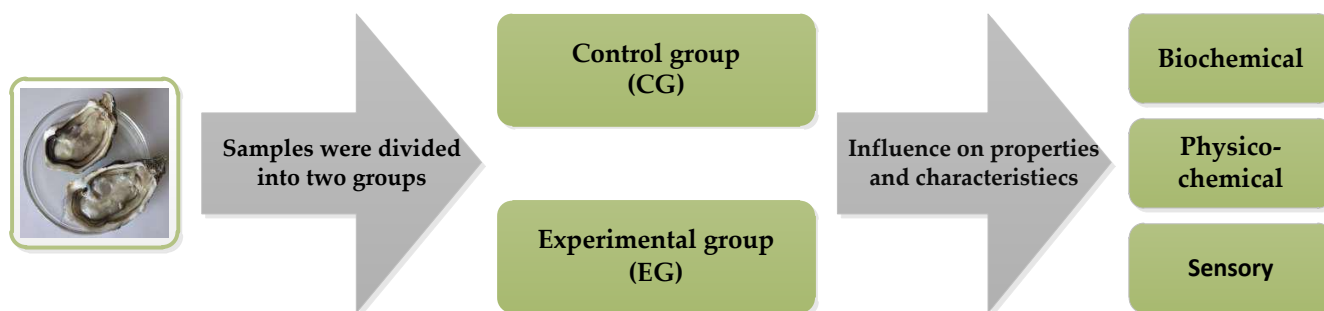 Samples were divided
into two groups
Control group
(CG)
Experimental group
(EG)
Influence on properties
and characteristiecs
Biochemical
Physico-
chemical
Sensory